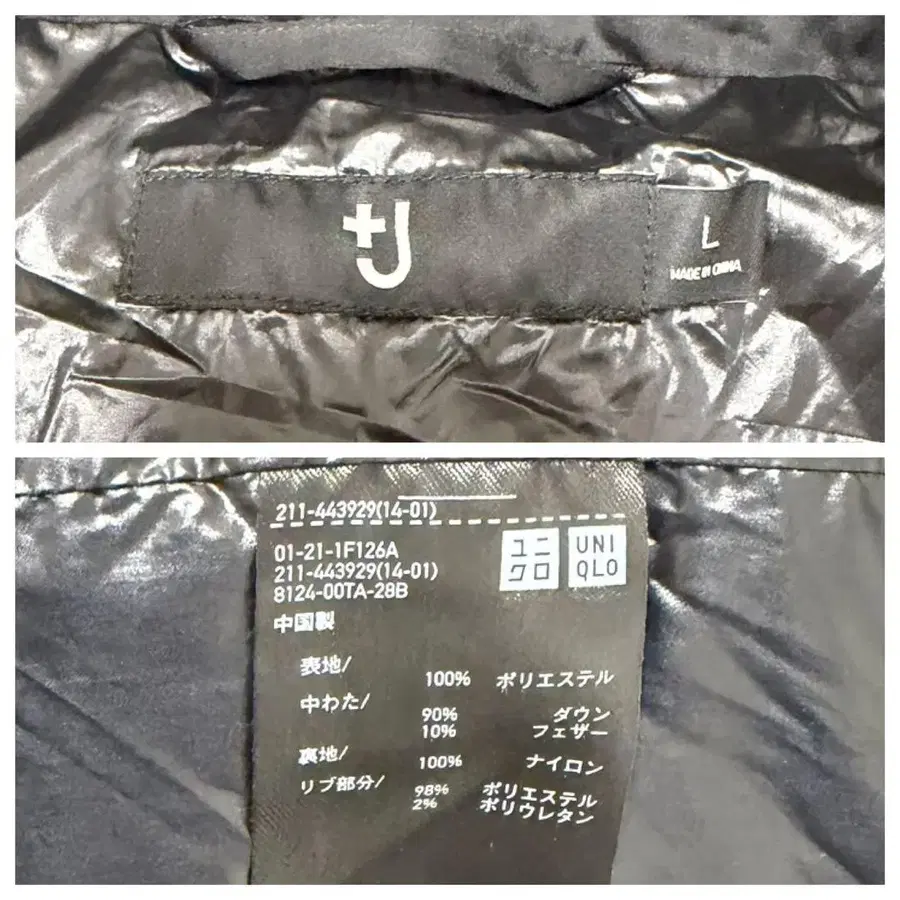 +J
L
MADE IN CHINA
211-443929(14-01)
01-21-1F126A
211-443929(14-01)
8124-00TA-28B
ユニ
クロ
UNI
QLO
中国製
表地/
100% ポリエステル
中わた/
90% ダウン
10% フェザー
裏地/
100% ナイロン
リブ部分/
98% ポリエステル
2% ポリウレタン